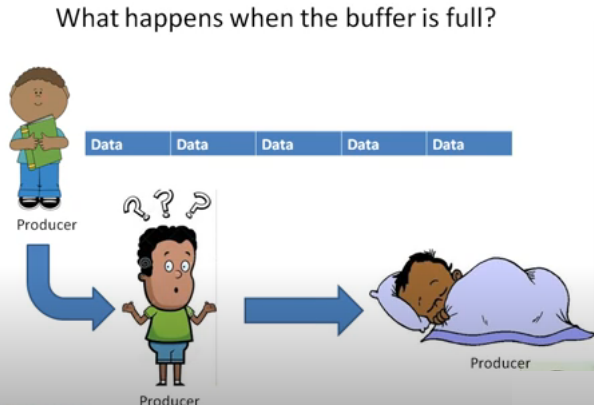 What happens when the buffer is full?
Data Data Data Data Data
? ? ?
Producer
Producer
Producer